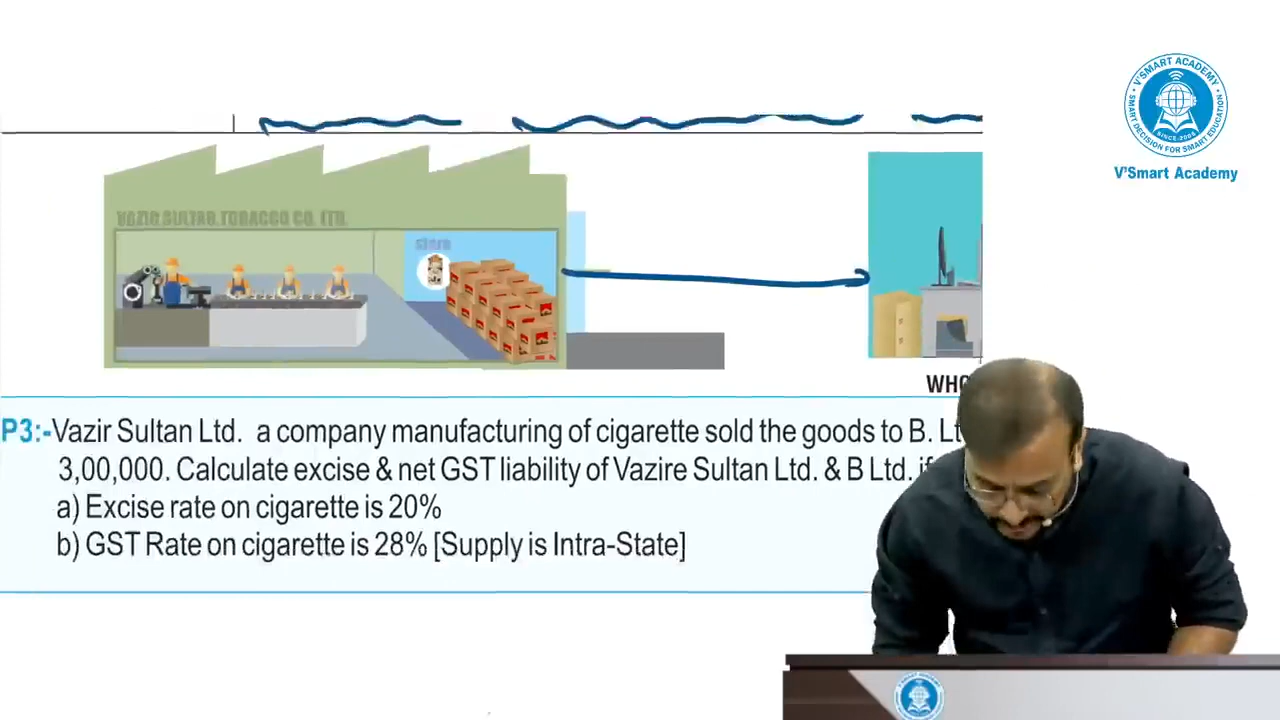 V'SMART ACADEMY
SMART DECISION FOR SMART EDUCATION
SINCE-2006
V'Smart Academy
VAZIR SULTAN TOBACCO CO. LTD.
store
WHO
P3:-Vazir Sultan Ltd. a company manufacturing of cigarette sold the goods to B. Lt
3,00,000. Calculate excise & net GST liability of Vazire Sultan Ltd. & B Ltd. if
a) Excise rate on cigarette is 20%
b) GST Rate on cigarette is 28% [Supply is Intra-State]